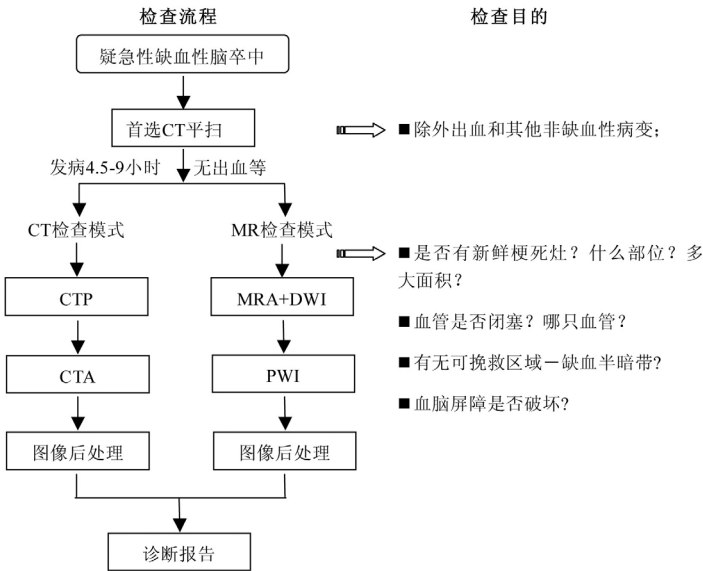 检查流程
检查目的
疑急性缺血性脑卒中
首选CT平扫
■除外出血和其他非缺血性病变；
发病4.5-9小时
无出血等
CT检查模式
MR检查模式
■是否有新鲜梗死灶？什么部位？多
大面积？
CTP
MRA+DWI
■血管是否闭塞？哪只血管？
CTA
PWI
■有无可挽救区域－缺血半暗带?
■血脑屏障是否破坏?
图像后处理
图像后处理
诊断报告